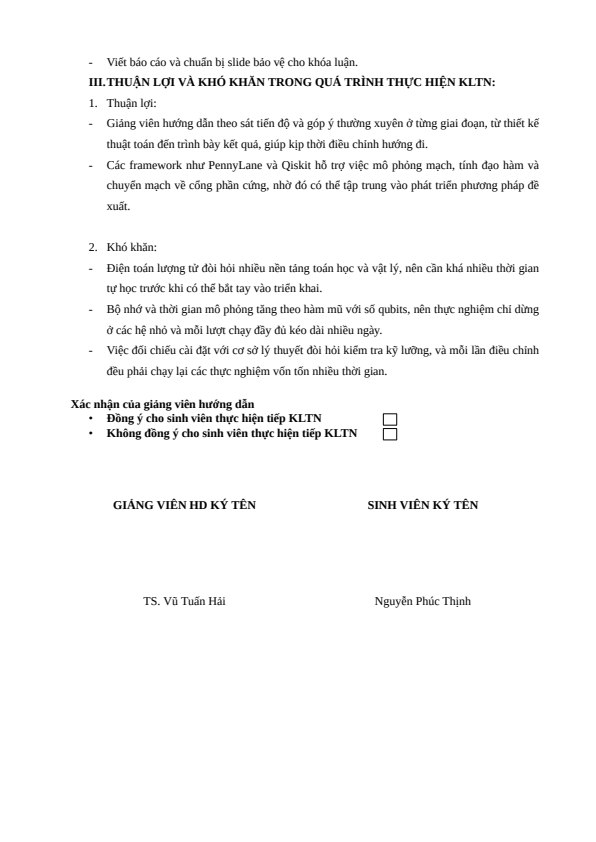 - Viết báo cáo và chuẩn bị slide bảo vệ cho khóa luận.
III. THUẬN LỢI VÀ KHÓ KHĂN TRONG QUÁ TRÌNH THỰC HIỆN KLTN:
1. Thuận lợi:
- Giảng viên hướng dẫn theo sát tiến độ và góp ý thường xuyên ở từng giai đoạn, từ thiết kế
thuật toán đến trình bày kết quả, giúp kịp thời điều chỉnh hướng đi.
- Các framework như PennyLane và Qiskit hỗ trợ việc mô phỏng mạch, tính đạo hàm và
chuyển mạch về cổng phần cứng, nhờ đó có thể tập trung vào phát triển phương pháp đề
xuất.
2. Khó khăn:
- Điện toán lượng tử đòi hỏi nhiều nền tảng toán học và vật lý, nên cần khá nhiều thời gian
tự học trước khi có thể bắt tay vào triển khai.
- Bộ nhớ và thời gian mô phỏng tăng theo hàm mũ với số qubits, nên thực nghiệm chỉ dừng
ở các hệ nhỏ và mỗi lượt chạy đầy đủ kéo dài nhiều ngày.
- Việc đối chiếu cài đặt với cơ sở lý thuyết đòi hỏi kiểm tra kỹ lưỡng, và mỗi lần điều chỉnh
đều phải chạy lại các thực nghiệm vốn tốn nhiều thời gian.
Xác nhận của giảng viên hướng dẫn
• Đồng ý cho sinh viên thực hiện tiếp KLTN
• Không đồng ý cho sinh viên thực hiện tiếp KLTN
GIẢNG VIÊN HD KÝ TÊN SINH VIÊN KÝ TÊN
TS. Vũ Tuấn Hải Nguyễn Phúc Thịnh